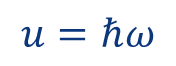 u = ħω